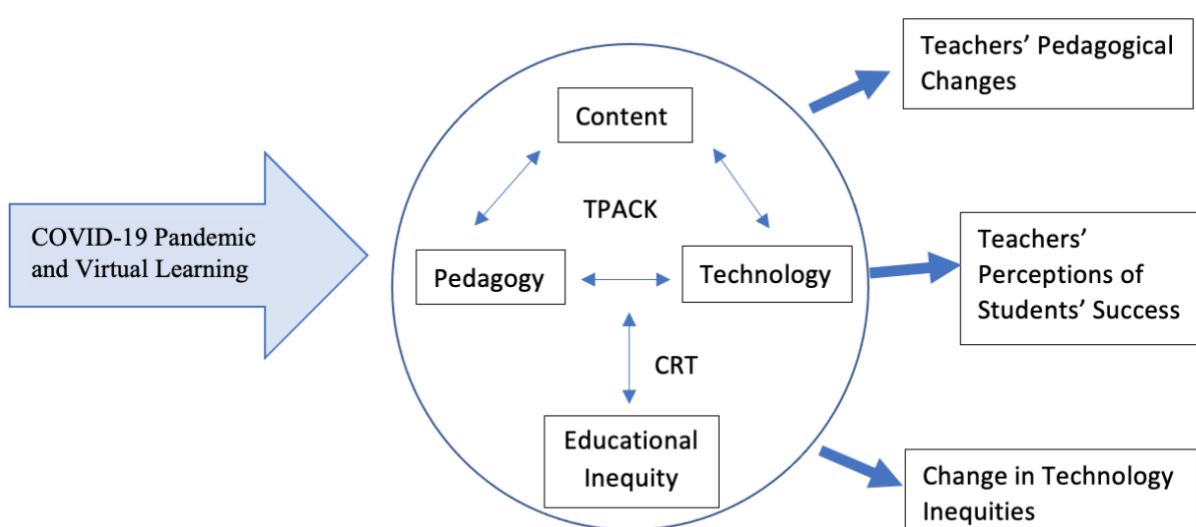 COVID-19 Pandemic
and Virtual Learning
Content
TPACK
Pedagogy
Technology
CRT
Educational
Inequity
Teachers’ Pedagogical
Changes
Teachers’
Perceptions of
Students’ Success
Change in Technology
Inequities